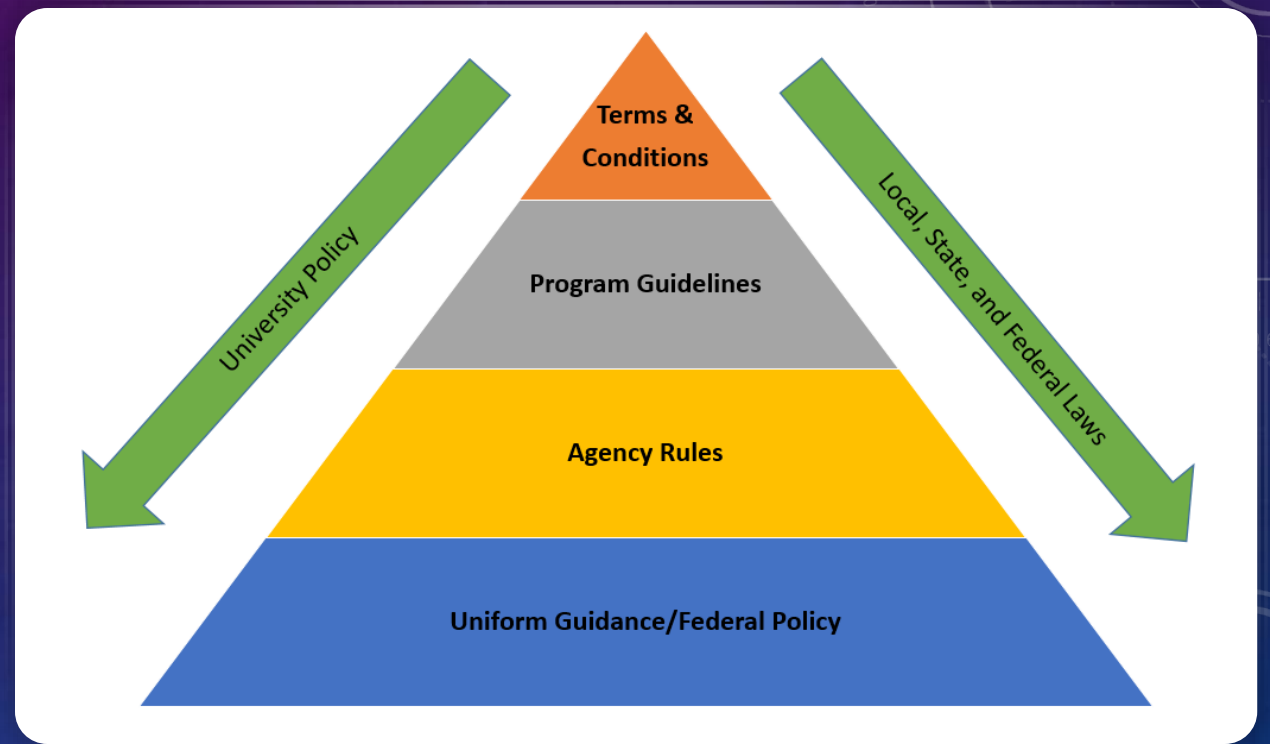 Terms &
Conditions
Program Guidelines
Agency Rules
Uniform Guidance/Federal Policy
University Policy
Local, State, and Federal Laws